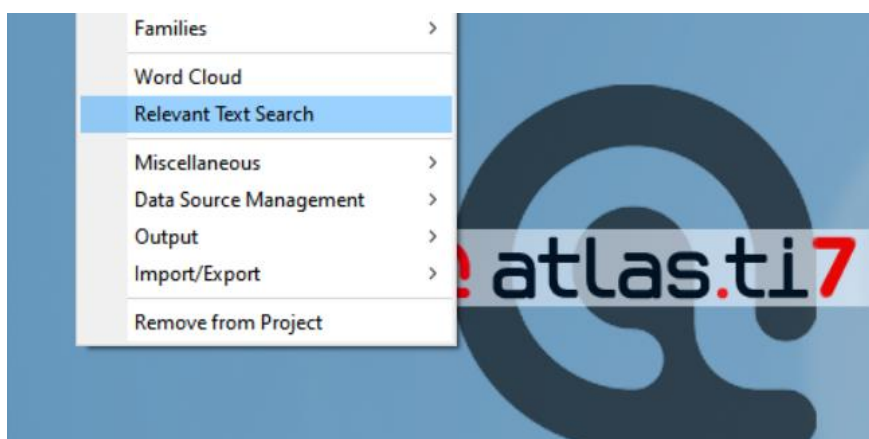 Families
Word Cloud
Relevant Text Search
Miscellaneous
Data Source Management
Output
Import/Export
Remove from Project
atlas.ti7